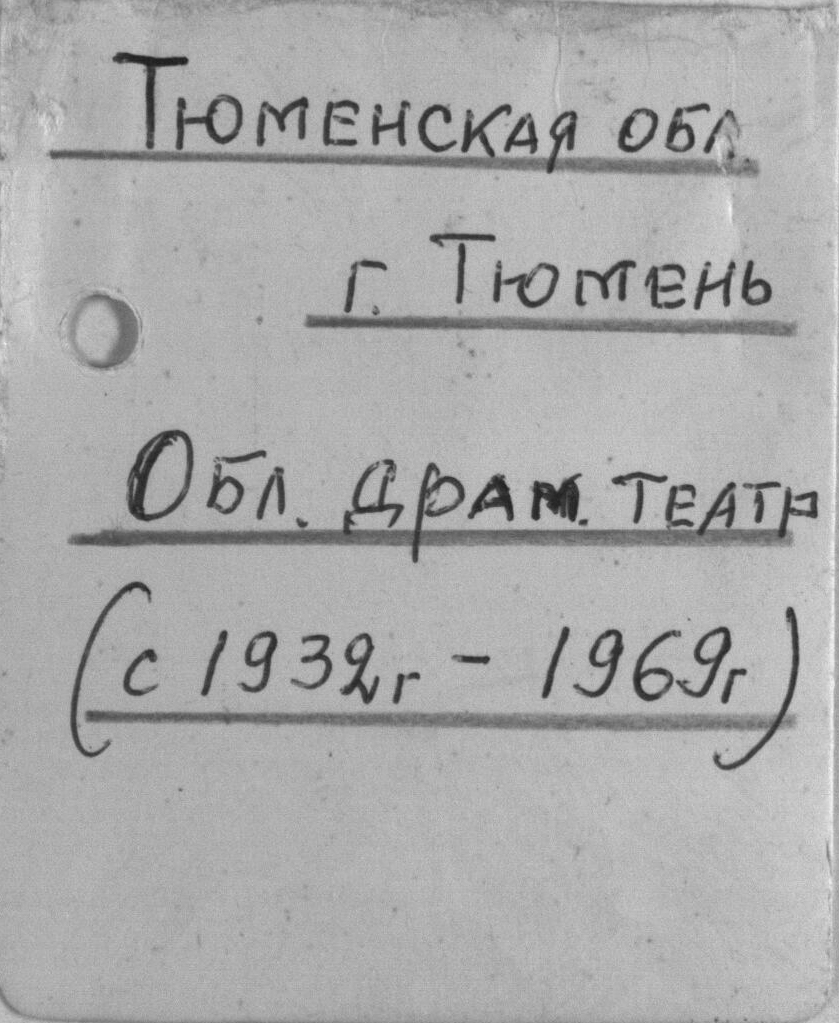 Тюменская обл.
г. Тюмень
Обл. драм. театр
(с 1932г - 1969г)